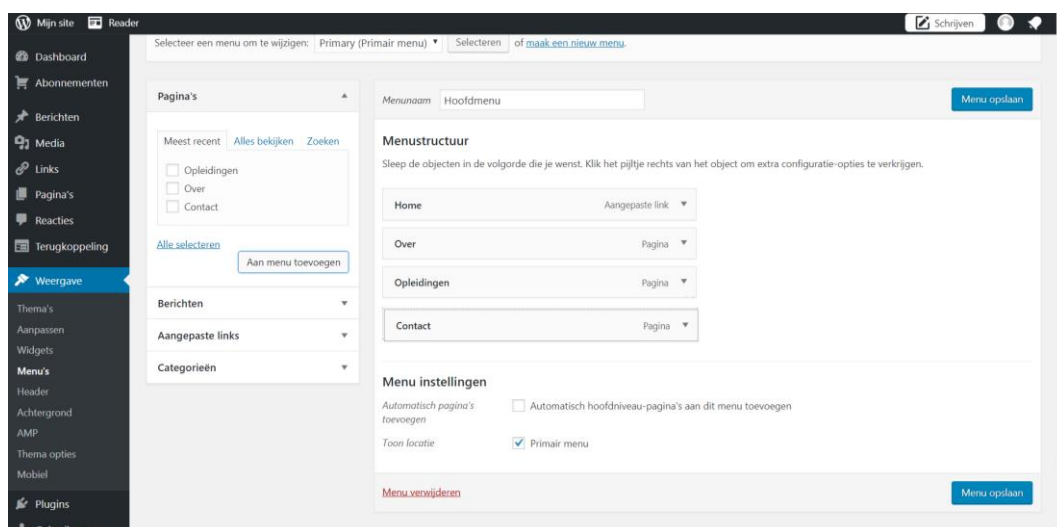 Mijn site Reader Schrijven
Selecteer een menu om te wijzigen: Primary (Primair menu) Selecteren of maak een nieuw menu.
Dashboard
Abonnementen
Berichten
Media
Links
Pagina's
Reacties
Terugkoppeling
Weergave
Thema's
Aanpassen
Widgets
Menu's
Header
Achtergrond
AMP
Thema opties
Mobiel
Plugins
Pagina's
Meest recent Alles bekijken Zoeken
Opleidingen
Over
Contact
Alle selecteren
Aan menu toevoegen
Berichten
Aangepaste links
Categorieën
Menunaam Hoofdmenu Menu opslaan
Menustructuur
Sleep de objecten in de volgorde die je wenst. Klik het pijltje rechts van het object om extra configuratie-opties te verkrijgen.
Home Aangepaste link
Over Pagina
Opleidingen Pagina
Contact Pagina
Menu instellingen
Automatisch pagina's
toevoegen
Automatisch hoofdniveau-pagina's aan dit menu toevoegen
Toon locatie Primair menu
Menu verwijderen Menu opslaan